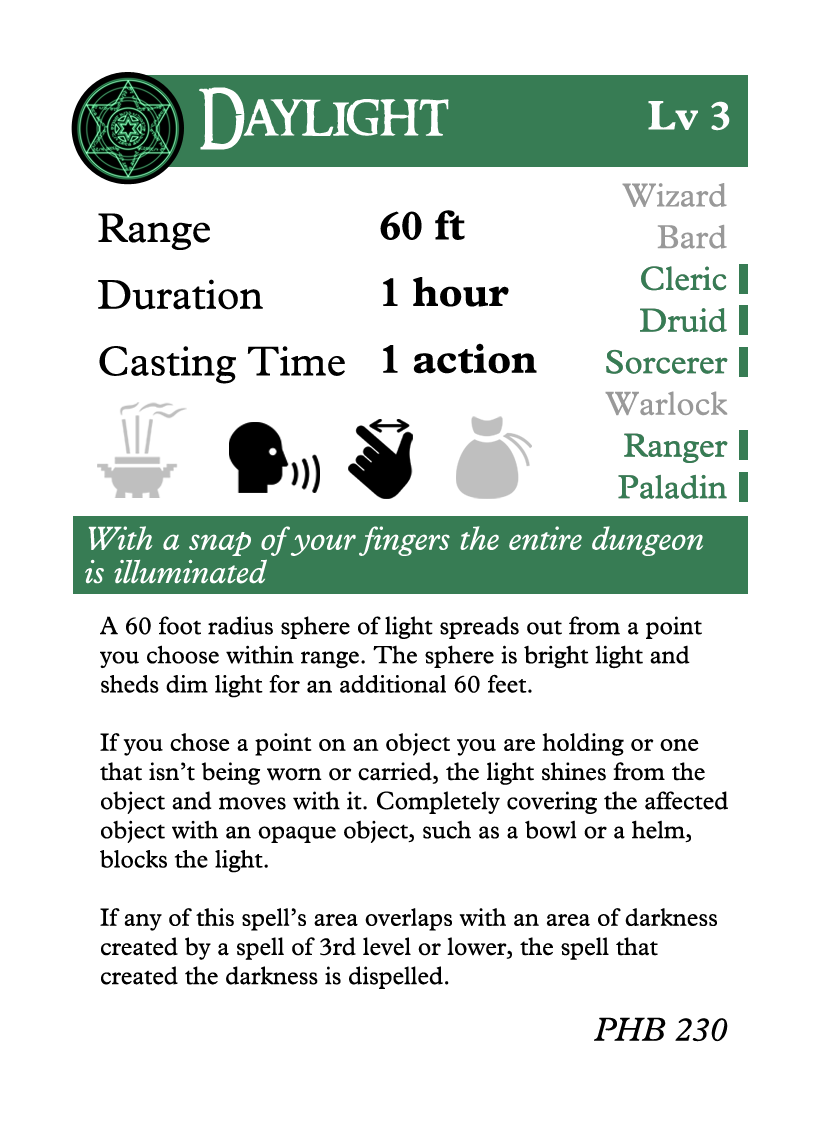 DAYLIGHT Lv 3
Wizard
Bard
Cleric
Druid
Sorcerer
Warlock
Ranger
Paladin
Range 60 ft
Duration 1 hour
Casting Time 1 action
With a snap of your fingers the entire dungeon
is illuminated
A 60 foot radius sphere of light spreads out from a point
you choose within range. The sphere is bright light and
sheds dim light for an additional 60 feet.
If you chose a point on an object you are holding or one
that isn’t being worn or carried, the light shines from the
object and moves with it. Completely covering the affected
object with an opaque object, such as a bowl or a helm,
blocks the light.
If any of this spell’s area overlaps with an area of darkness
created by a spell of 3rd level or lower, the spell that
created the darkness is dispelled.
PHB 230